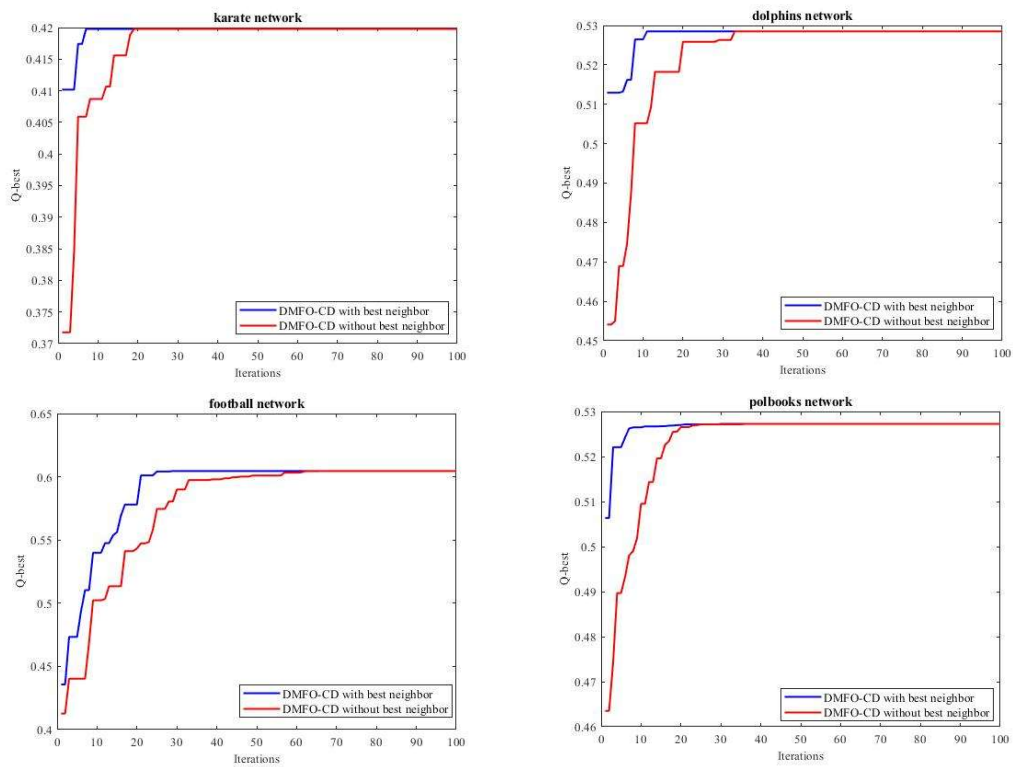 karate network
0.42
0.415
0.41
0.405
0.4
0.395
0.39
0.385
0.38
0.375
0.37
Q-best
DMFO-CD with best neighbor
DMFO-CD without best neighbor
0 10 20 30 40 50 60 70 80 90 100
Iterations
dolphins network
0.53
0.52
0.51
0.5
0.49
0.48
0.47
0.46
0.45
Q-best
DMFO-CD with best neighbor
DMFO-CD without best neighbor
0 10 20 30 40 50 60 70 80 90 100
Iterations
football network
0.65
0.6
0.55
0.5
0.45
0.4
Q-best
DMFO-CD with best neighbor
DMFO-CD without best neighbor
0 10 20 30 40 50 60 70 80 90 100
Iterations
polbooks network
0.53
0.52
0.51
0.5
0.49
0.48
0.47
0.46
Q-best
DMFO-CD with best neighbor
DMFO-CD without best neighbor
0 10 20 30 40 50 60 70 80 90 100
Iterations